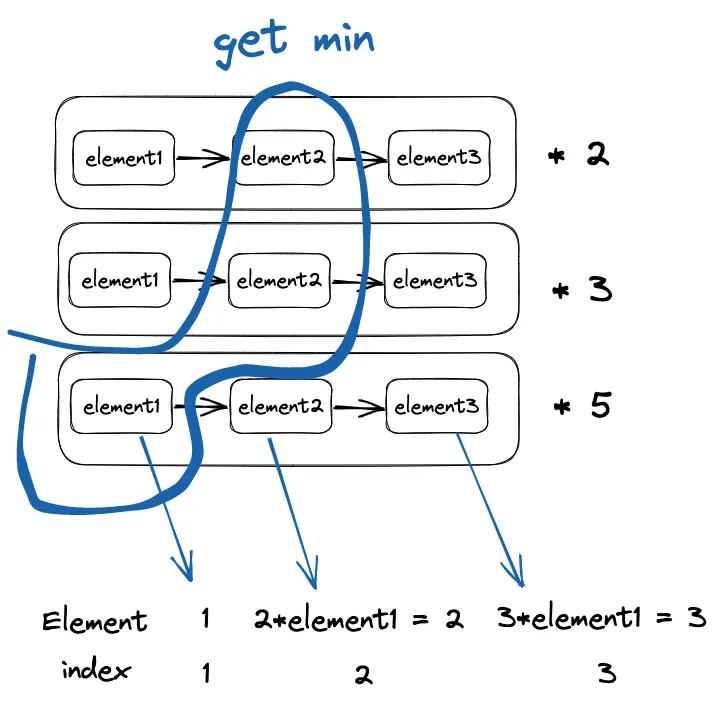 get min
element1 element2 element3 * 2
element1 element2 element3 * 3
element1 element2 element3 * 5
Element 1 2*element1 = 2 3*element1 = 3
index 1 2 3